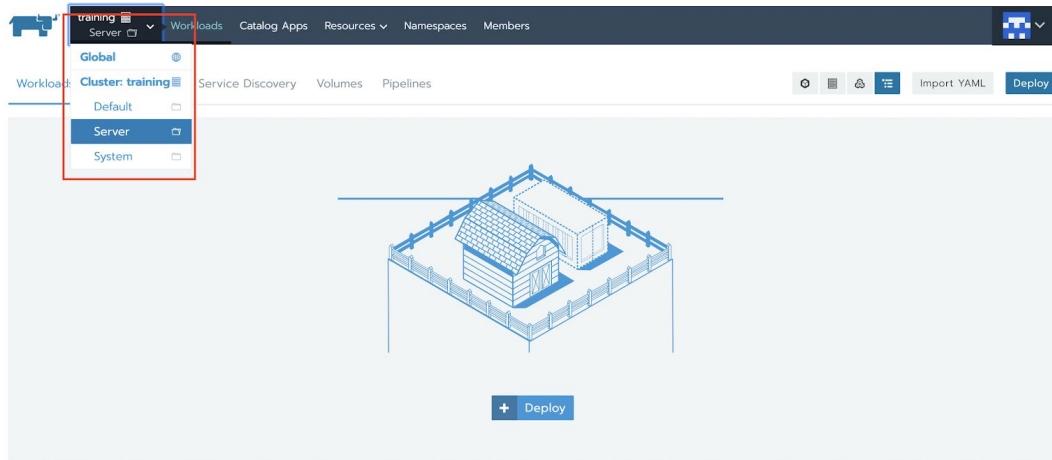 training
Server
Workloads Catalog Apps Resources Namespaces Members
Global
Cluster: training
Default
Server
System
Workloads Service Discovery Volumes Pipelines
Import YAML Deploy
+ Deploy